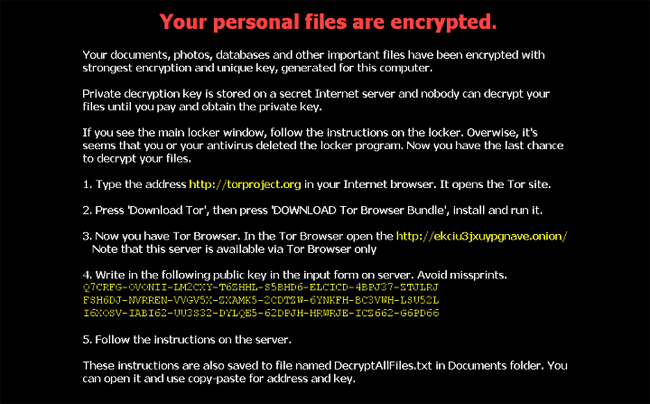 Your personal files are encrypted.
Your documents, photos, databases and other important files have been encrypted with
strongest encryption and unique key, generated for this computer.
Private decryption key is stored on a secret Internet server and nobody can decrypt your
files until you pay and obtain the private key.
If you see the main locker window, follow the instructions on the locker. Overwise, it's
seems that you or your antivirus deleted the locker program. Now you have the last chance
to decrypt your files.
1. Type the address http://torproject.org in your Internet browser. It opens the Tor site.
2. Press 'Download Tor', then press 'DOWNLOAD Tor Browser Bundle', install and run it.
3. Now you have Tor Browser. In the Tor Browser open the http://ekciu3jxuypgnave.onion/
Note that this server is available via Tor Browser only
4. Write in the following public key in the input form on server. Avoid missprints.
Q7CRFG-OVONII-LM2CXY-T6ZHHL-S5BHD6-ELCICD-4BPJ37-ZTJLRJ
FSH6DJ-NVRREN-VVGV5X-ZXAMK5-2CDTZW-6YNKFH-BC3VWH-LSU52L
I6XOSV-IABI62-UU3S32-DYLQE5-62DPJH-HRWRJE-ICZ662-G6PD66
5. Follow the instructions on the server.
These instructions are also saved to file named DecryptAllFiles.txt in Documents folder. You
can open it and use copy-paste for address and key.